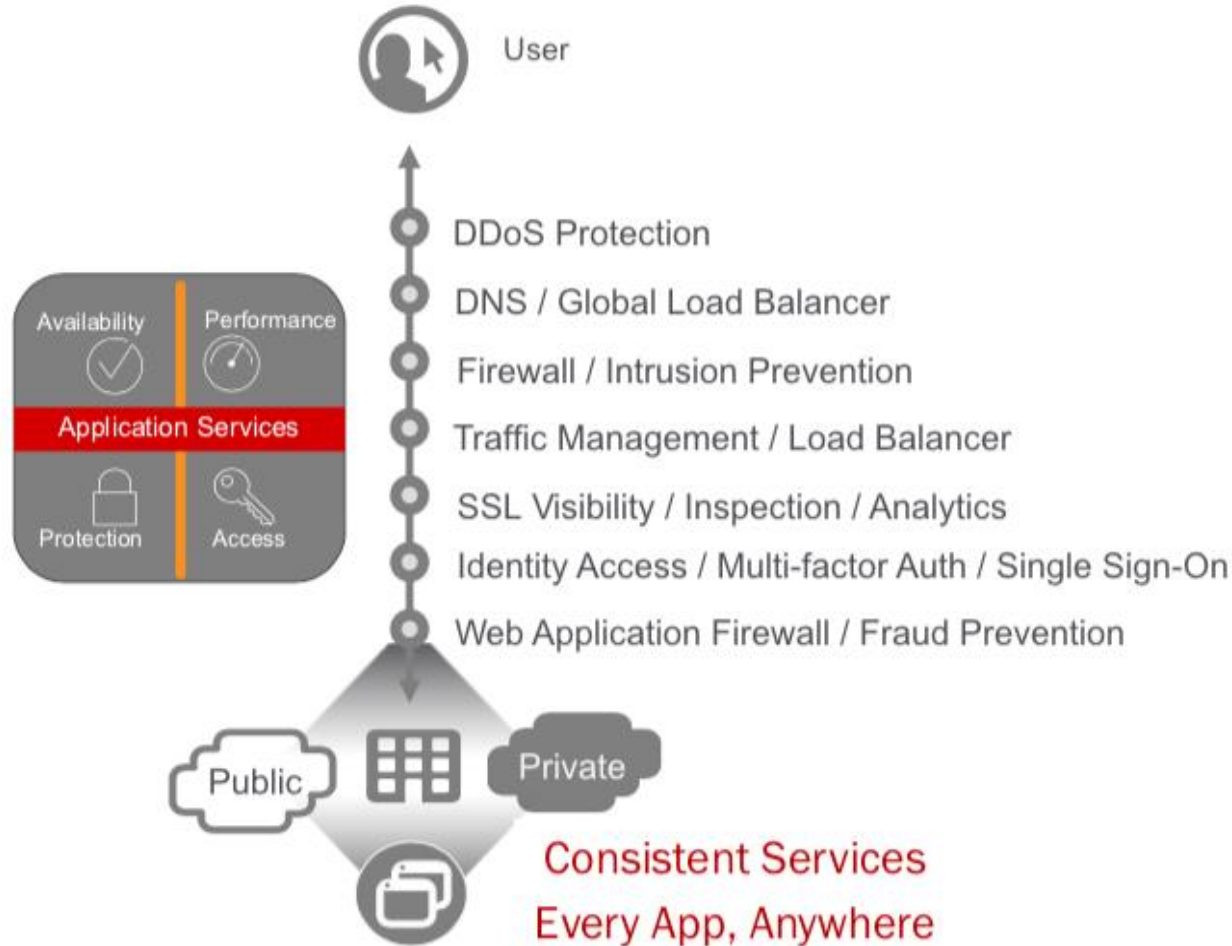 User
DDoS Protection
DNS / Global Load Balancer
Availability
Performance
Firewall / Intrusion Prevention
Application Services
Traffic Management / Load Balancer
Protection
Access
SSL Visibility / Inspection / Analytics
Identity Access / Multi-factor Auth / Single Sign-On
Web Application Firewall / Fraud Prevention
Public
Private
Consistent Services
Every App, Anywhere